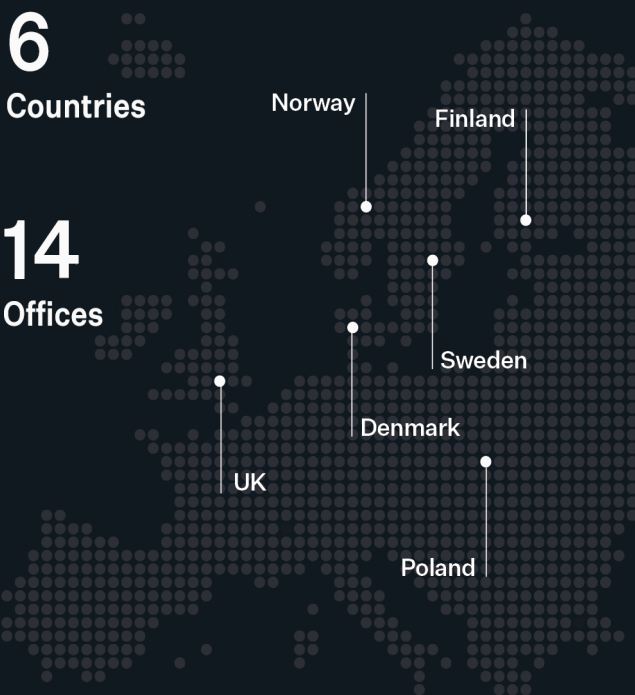 6
Countries
Norway
Finland
14
Offices
Sweden
Denmark
UK
Poland